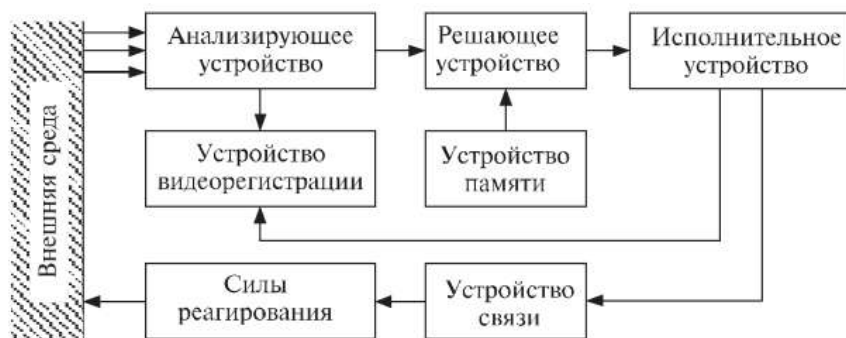 Внешняя среда
Анализирующее
устройство
Решающее
устройство
Исполнительное
устройство
Устройство
видеорегистрации
Устройство
памяти
Силы
реагирования
Устройство
связи